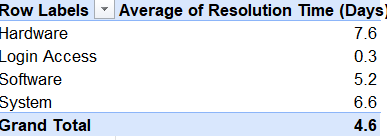 Row Labels Average of Resolution Time (Days)
Hardware 7.6
Login Access 0.3
Software 5.2
System 6.6
Grand Total 4.6